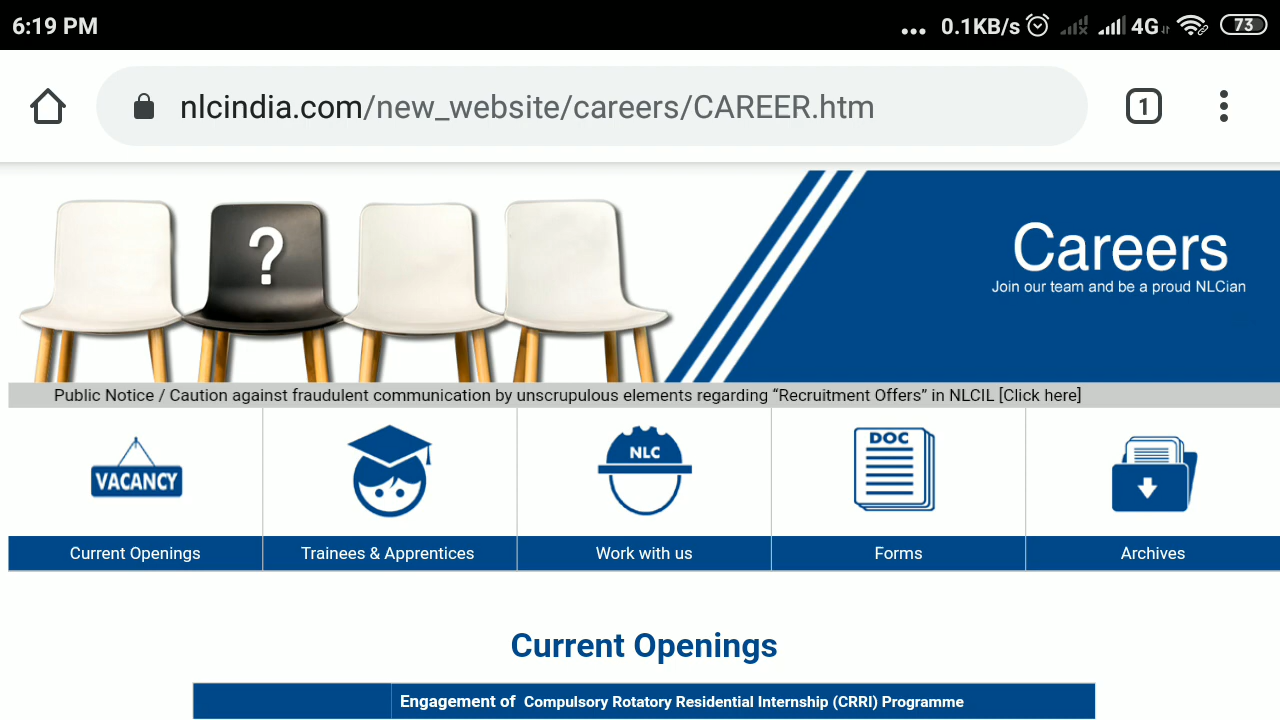 6:19 PM
... 0.1KB/s 4G 73
nlcindia.com/new_website/careers/CAREER.htm
1
?
Careers
Join our team and be a proud NLCian
Public Notice / Caution against fraudulent communication by unscrupulous elements regarding “Recruitment Offers” in NLCIL [Click here]
VACANCY
NLC
DOC
Current Openings
Trainees & Apprentices
Work with us
Forms
Archives
Current Openings
Engagement of Compulsory Rotatory Residential Internship (CRRI) Programme